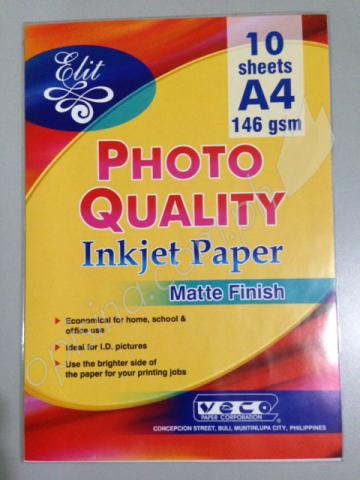 Elit
10
sheets
A4
146 gsm
PHOTO
QUALITY
Inkjet Paper
Matte Finish
Economical for home, school &
office use
Ideal for I.D. pictures
Use the brighter side of
the paper for your printing jobs
veco
PAPER CORPORATION
CONCEPCION STREET, BULI, MUNTINLUPA CITY, PHILIPPINES